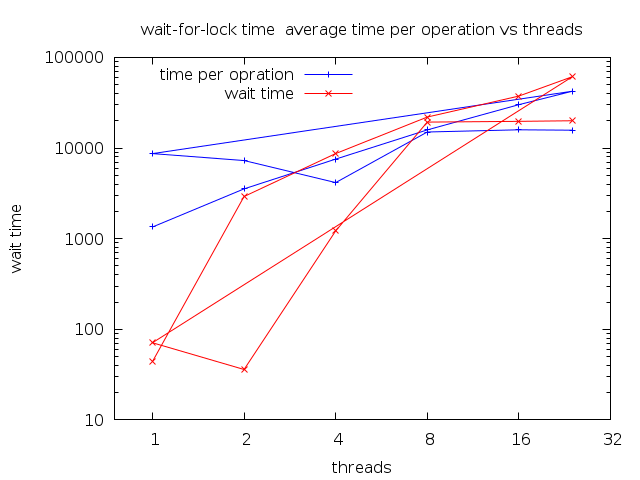 wait-for-lock time  average time per operation vs threads
100000
time per opration
wait time
10000
1000
wait time
100
10
1 2 4 8 16 32
threads